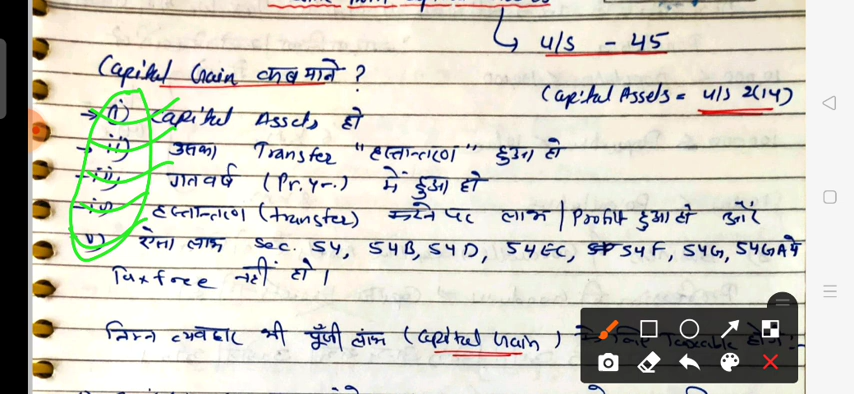 u/s - 45
Capital Gain कब माने ?
Capital Assets = u/s 2(14)
→ i) Capital Assets हो
→ ii) उसका Transfer "हस्तान्तरण" हुआ हो
→ iii) गतवर्ष (Pr. yr.) में हुआ हो
→ iv) हस्तान्तरण (transfer) करने पर लाभ / Profit हुआ हो और
v) ऐसा लाभ Sec. 54, 54B, 54D, 54EC, 54F, 54G, 54GA में
Taxfree नहीं हो ।
निम्न व्यवहार भी पूँजी लाभ (Capital Gain) के लिए Taxable होंगे :-